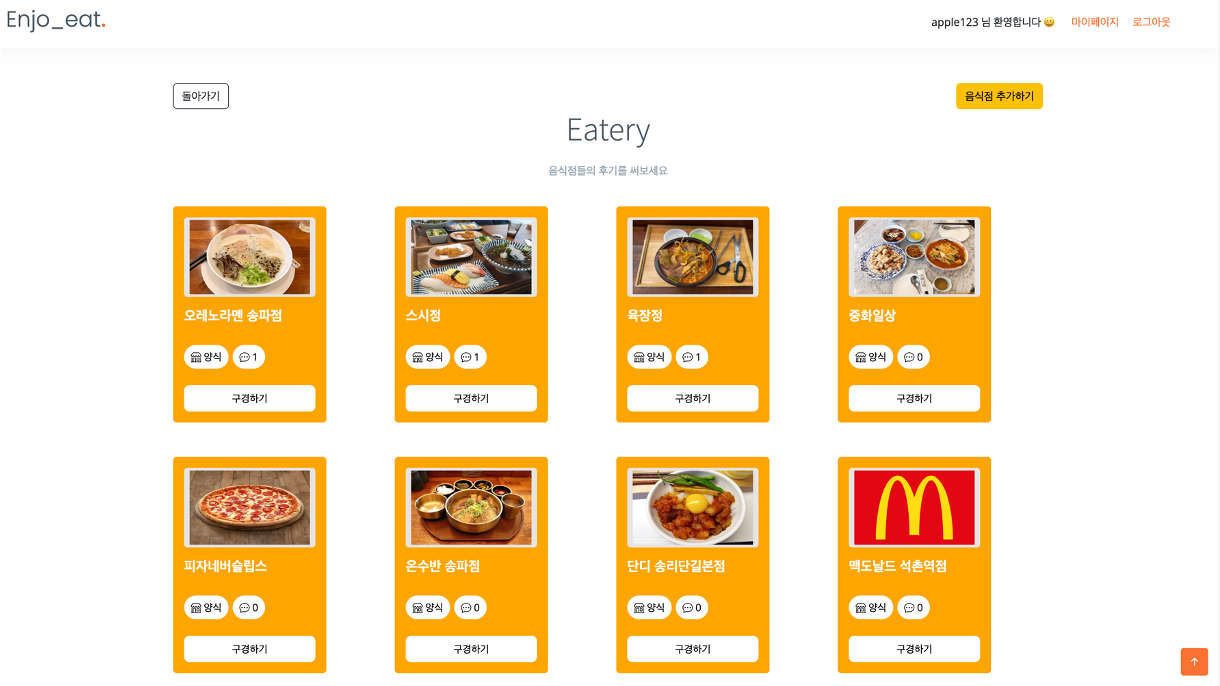 Enjo_eat.
apple123 님 환영합니다 😀 마이페이지 로그아웃
돌아가기 음식점 추가하기
Eatery
음식점들의 후기를 써보세요
오레노라멘 송파점
양식 1
구경하기
스시정
양식 1
구경하기
육장정
양식 1
구경하기
중화일상
양식 0
구경하기
피자네버슬립스
양식 0
구경하기
온수반 송파점
양식 0
구경하기
단디 송리단길본점
양식 0
구경하기
맥도날드 석촌역점
양식 0
구경하기